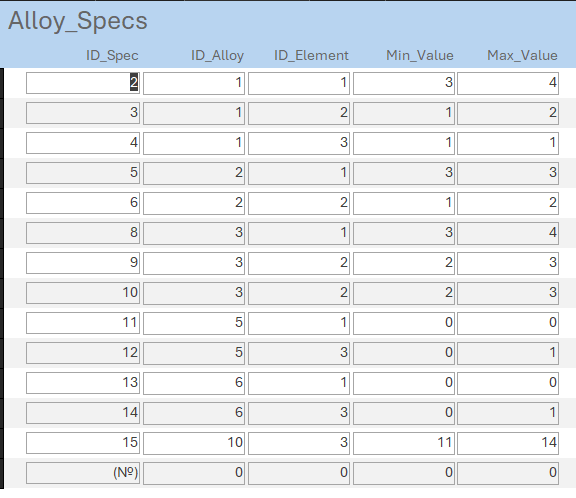 Alloy_Specs
ID_Spec ID_Alloy ID_Element Min_Value Max_Value
2 1 1 3 4
3 1 2 1 2
4 1 3 1 1
5 2 1 3 3
6 2 2 1 2
8 3 1 3 4
9 3 2 2 3
10 3 2 2 3
11 5 1 0 0
12 5 3 0 1
13 6 1 0 0
14 6 3 0 1
15 10 3 11 14
(Nº) 0 0 0 0